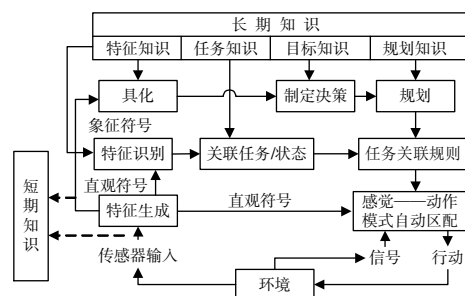 长期知识
特征知识 任务知识 目标知识 规划知识
具化 制定决策 规划
象征符号
特征识别 关联任务/状态 任务关联规则
直观符号
短期知识
特征生成 直观符号 感觉——动作
模式自动区配
传感器输入 信号 行动
环境